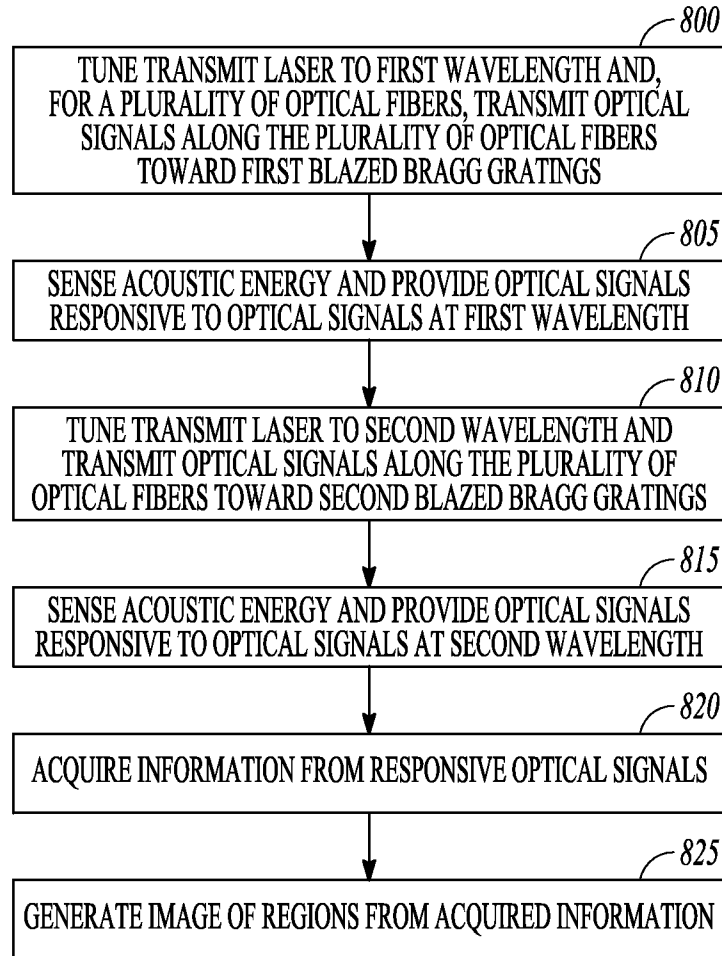 800
TUNE TRANSMIT LASER TO FIRST WAVELENGTH AND,
FOR A PLURALITY OF OPTICAL FIBERS, TRANSMIT OPTICAL
SIGNALS ALONG THE PLURALITY OF OPTICAL FIBERS
TOWARD FIRST BLAZED BRAGG GRATINGS
805
SENSE ACOUSTIC ENERGY AND PROVIDE OPTICAL SIGNALS
RESPONSIVE TO OPTICAL SIGNALS AT FIRST WAVELENGTH
810
TUNE TRANSMIT LASER TO SECOND WAVELENGTH AND
TRANSMIT OPTICAL SIGNALS ALONG THE PLURALITY OF
OPTICAL FIBERS TOWARD SECOND BLAZED BRAGG GRATINGS
815
SENSE ACOUSTIC ENERGY AND PROVIDE OPTICAL SIGNALS
RESPONSIVE TO OPTICAL SIGNALS AT SECOND WAVELENGTH
820
ACQUIRE INFORMATION FROM RESPONSIVE OPTICAL SIGNALS
825
GENERATE IMAGE OF REGIONS FROM ACQUIRED INFORMATION